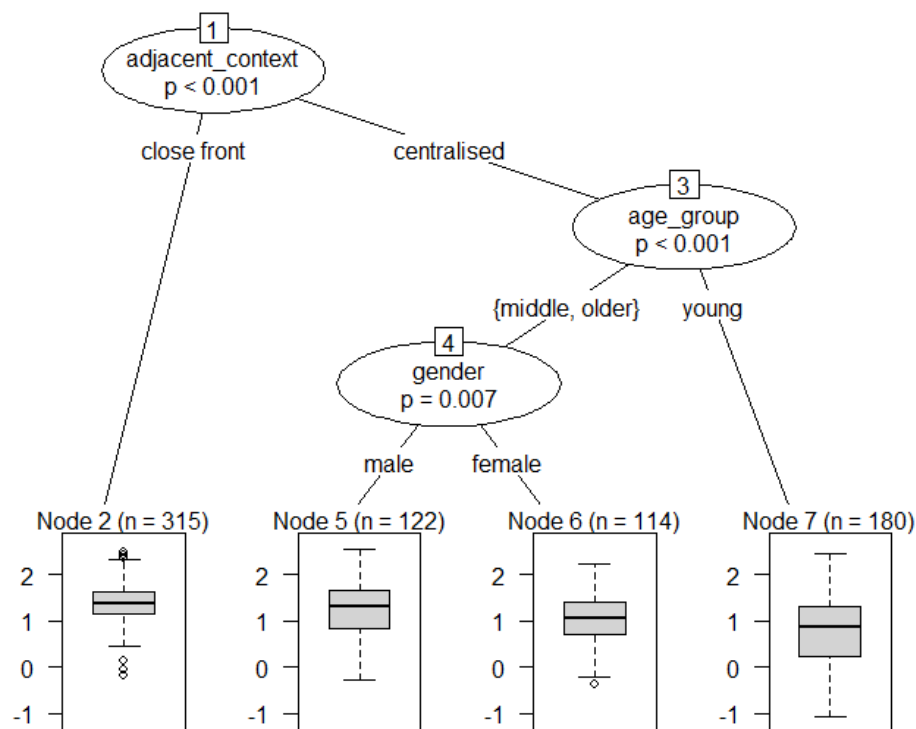 1
adjacent_context
p < 0.001
close front
centralised
3
age_group
p < 0.001
{middle, older}
young
4
gender
p = 0.007
male
female
Node 2 (n = 315)
2
1
0
-1
Node 5 (n = 122)
2
1
0
-1
Node 6 (n = 114)
2
1
0
-1
Node 7 (n = 180)
2
1
0
-1